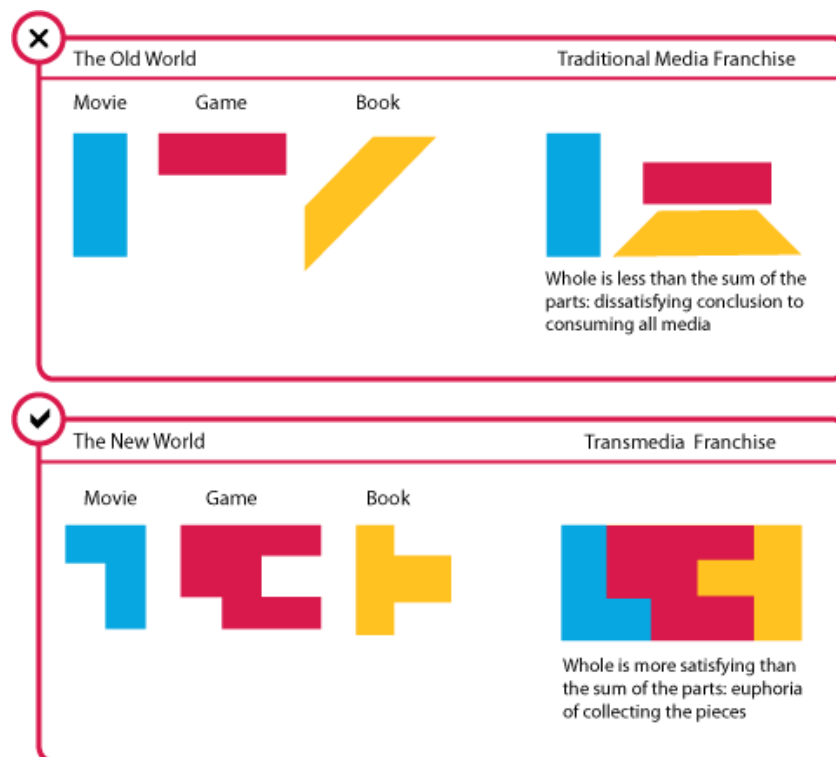 The Old World
Traditional Media Franchise
Movie
Game
Book
Whole is less than the sum of the
parts: dissatisfying conclusion to
consuming all media
The New World
Transmedia Franchise
Movie
Game
Book
Whole is more satisfying than
the sum of the parts: euphoria
of collecting the pieces